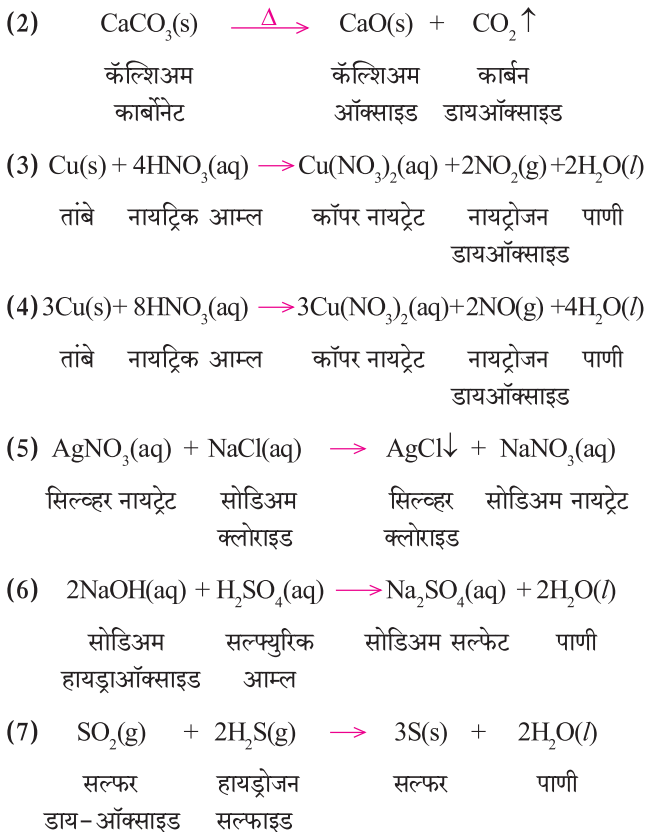 (2) CaCO₃(s) —Δ→ CaO(s) + CO₂↑
कॅल्शिअम कॅल्शिअम कार्बन
कार्बोनेट ऑक्साइड डायऑक्साइड
(3) Cu(s) + 4HNO₃(aq) → Cu(NO₃)₂(aq) +2NO₂(g) +2H₂O(l)
तांबे नायट्रिक आम्ल कॉपर नायट्रेट नायट्रोजन पाणी
डायऑक्साइड
(4) 3Cu(s)+ 8HNO₃(aq) → 3Cu(NO₃)₂(aq)+2NO(g) +4H₂O(l)
तांबे नायट्रिक आम्ल कॉपर नायट्रेट नायट्रोजन पाणी
डायऑक्साइड
(5) AgNO₃(aq) + NaCl(aq) → AgCl↓ + NaNO₃(aq)
सिल्व्हर नायट्रेट सोडिअम सिल्व्हर सोडिअम नायट्रेट
क्लोराइड क्लोराइड
(6) 2NaOH(aq) + H₂SO₄(aq) → Na₂SO₄(aq) + 2H₂O(l)
सोडिअम सल्फ्युरिक सोडिअम सल्फेट पाणी
हायड्राऑक्साइड आम्ल
(7) SO₂(g) + 2H₂S(g) → 3S(s) + 2H₂O(l)
सल्फर हायड्रोजन सल्फर पाणी
डाय-ऑक्साइड सल्फाइड